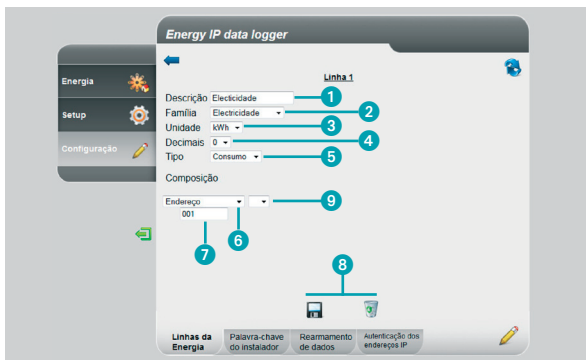 Energy IP data logger
Linha 1
Energia
Setup
Configuração
Descrição Electicidade 1
Família Electricidade 2
Unidade kWh 3
Decimais 0 4
Tipo Consumo 5
Composição
Endereço 9
001
6
7
8
Linhas da Energia
Palavra-chave do instalador
Rearmamento de dados
Autenticação dos endereços IP